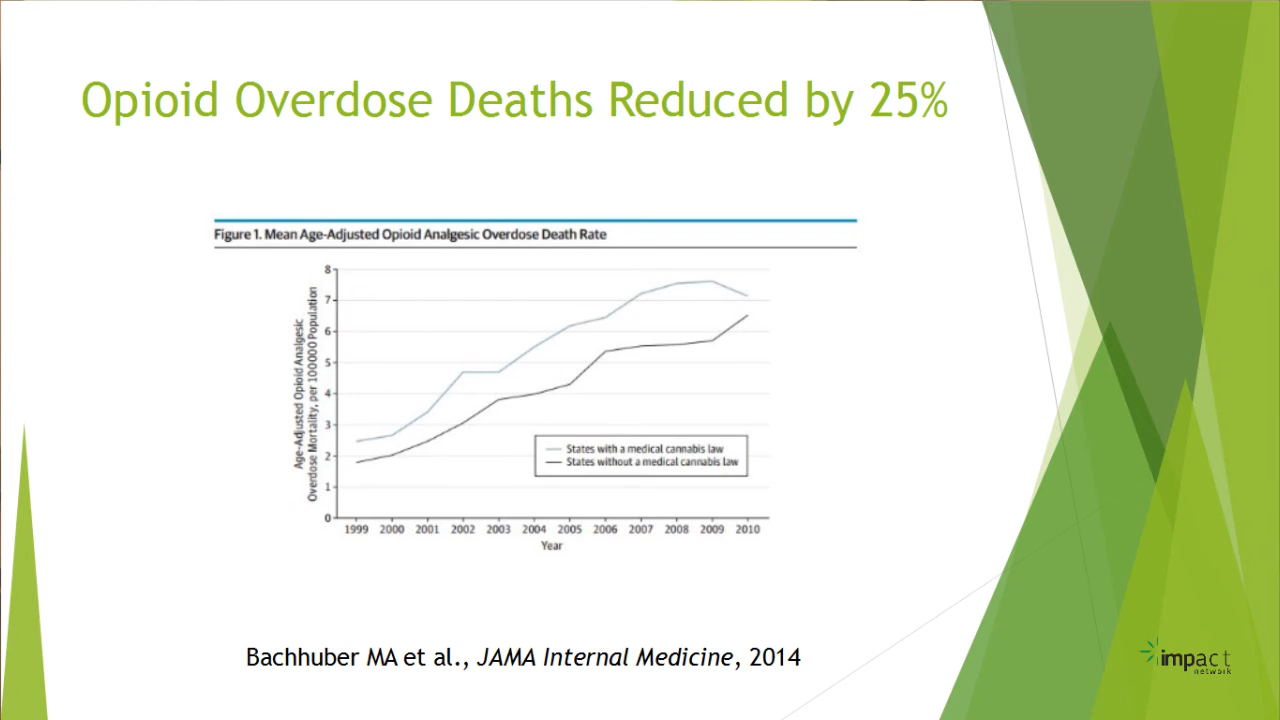 Opioid Overdose Deaths Reduced by 25%
Figure 1. Mean Age-Adjusted Opioid Analgesic Overdose Death Rate
Age-Adjusted Opioid Analgesic
Overdose Mortality, per 100000 Population
8
7
6
5
4
3
2
1
0
States with a medical cannabis law
States without a medical cannabis law
1999 2000 2001 2002 2003 2004 2005 2006 2007 2008 2009 2010
Year
Bachhuber MA et al., JAMA Internal Medicine, 2014
impact
network